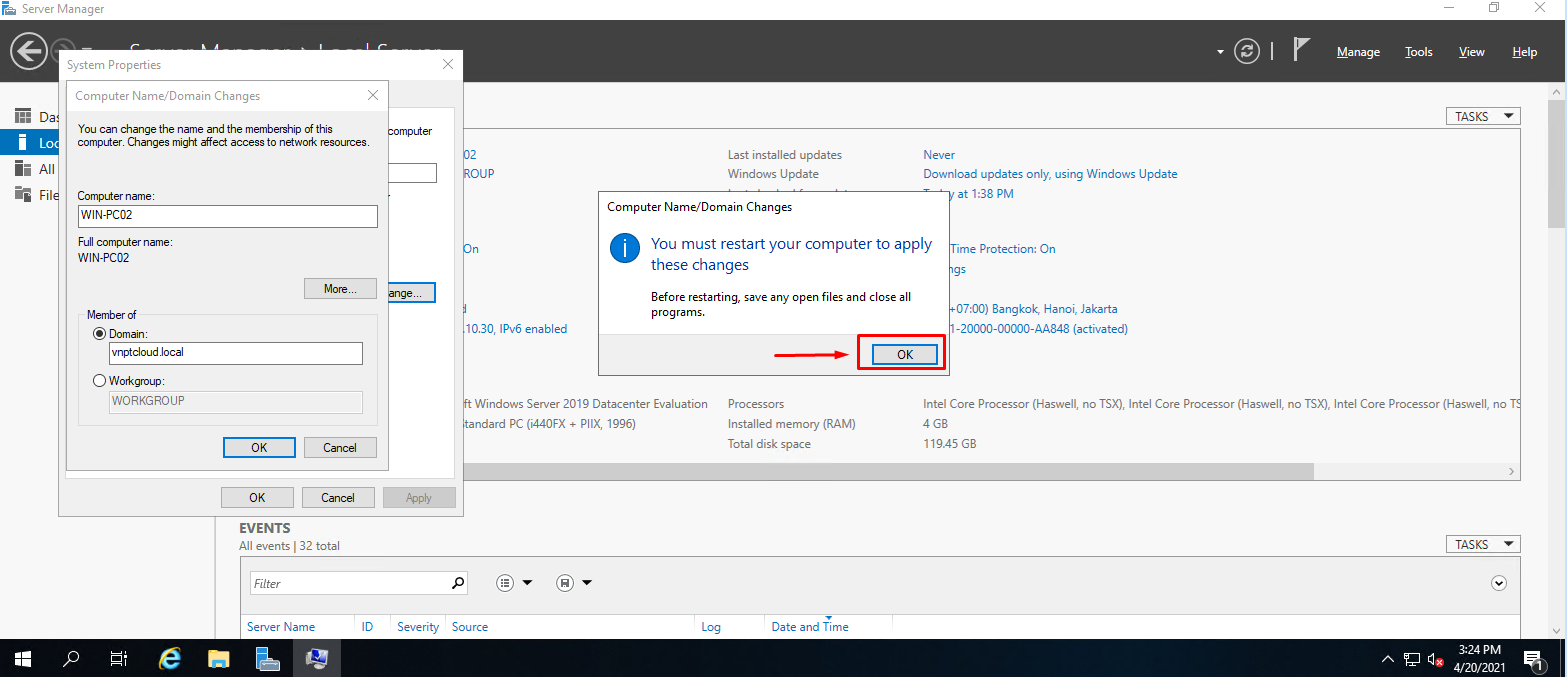 Server Manager
Manage
Tools
View
Help
System Properties
Computer Name/Domain Changes
You can change the name and the membership of this
computer. Changes might affect access to network resources.
Computer name:
WIN-PC02
Full computer name:
WIN-PC02
More...
Member of
Domain:
vnptcloud.local
Workgroup:
WORKGROUP
OK
Cancel
computer
ange...
OK
Cancel
Apply
Das
Loc
All
File
TASKS
02
ROUP
On
.10.30, IPv6 enabled
ft Windows Server 2019 Datacenter Evaluation
Standard PC (i440FX + PIIX, 1996)
Last installed updates
Never
Windows Update
Download updates only, using Windows Update
Today at 1:38 PM
Time Protection: On
ngs
+07:00) Bangkok, Hanoi, Jakarta
1-20000-00000-AA848 (activated)
Processors
Intel Core Processor (Haswell, no TSX), Intel Core Processor (Haswell, no TSX), Intel Core Processor (Haswell, no TS
Installed memory (RAM)
4 GB
Total disk space
119.45 GB
Computer Name/Domain Changes
You must restart your computer to apply
these changes
Before restarting, save any open files and close all
programs.
OK
EVENTS
All events | 32 total
TASKS
Filter
Server Name
ID
Severity
Source
Log
Date and Time
3:24 PM
4/20/2021
1